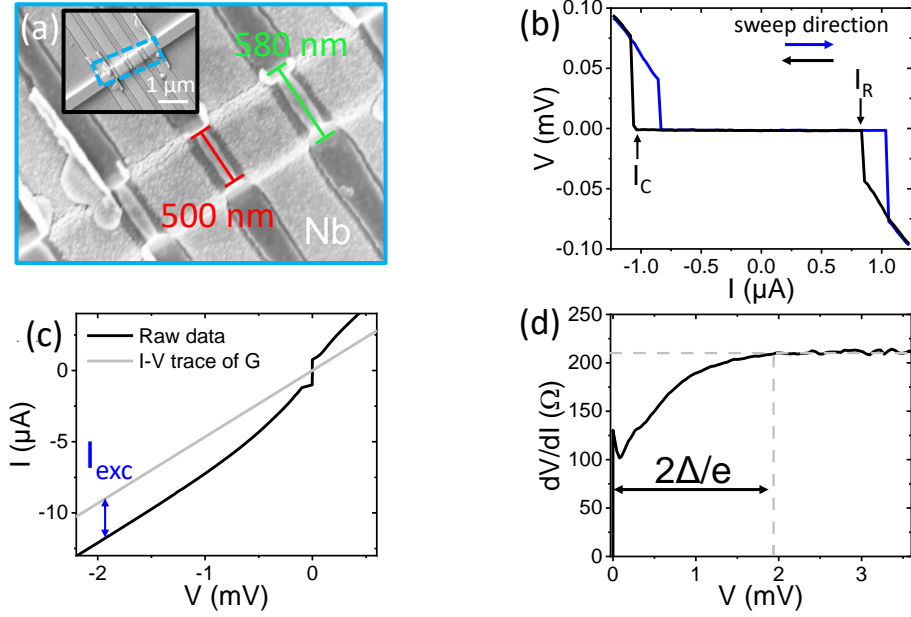 (a)
1 μm
580 nm
500 nm
Nb
(b)
sweep direction
I_R
I_C
0.10
0.05
0.00
-0.05
-0.10
V (mV)
-1.0
-0.5
0.0
0.5
1.0
I (μA)
(c)
Raw data
I-V trace of G
I_exc
0
-5
-10
I (μA)
-2
-1
0
V (mV)
(d)
2Δ/e
250
200
150
100
50
0
dV/dI (Ω)
0
1
2
3
V (mV)